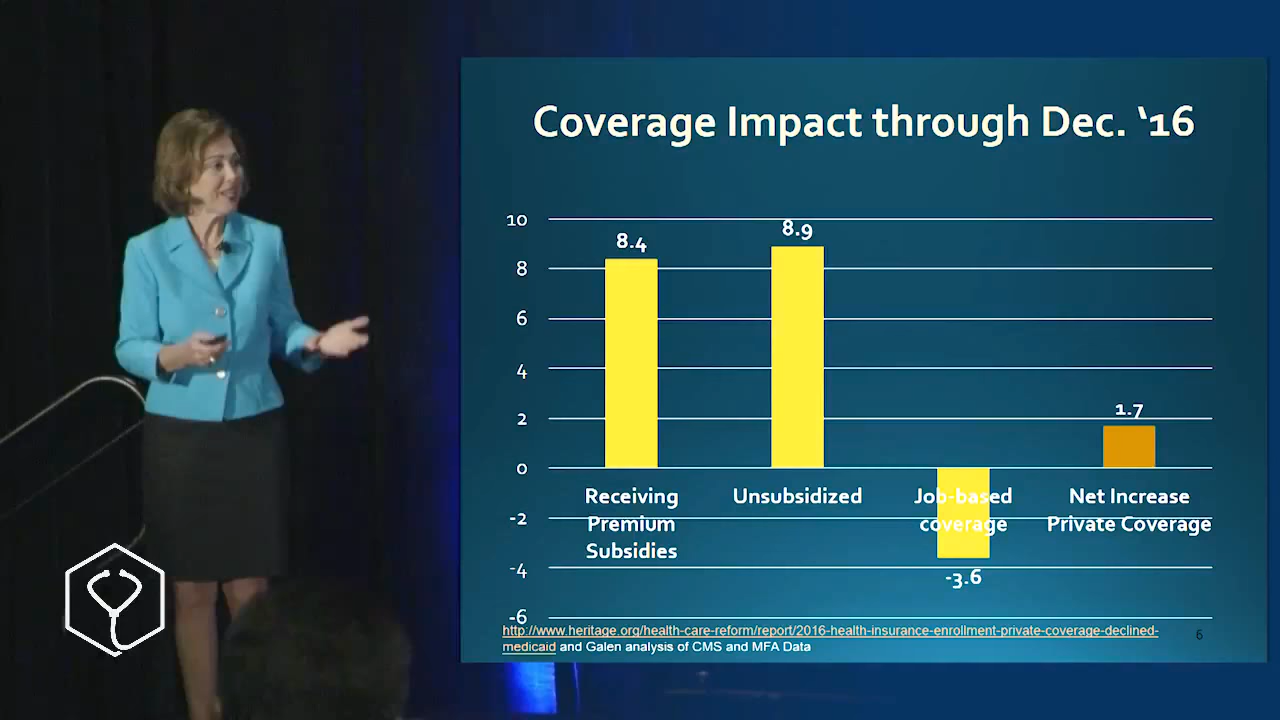 Coverage Impact through Dec. ‘16
10
8
6
4
2
0
-2
-4
-6
8.4
8.9
-3.6
1.7
Receiving
Premium
Subsidies
Unsubsidized
Job-based
coverage
Net Increase
Private Coverage
http://www.heritage.org/health-care-reform/report/2016-health-insurance-enrollment-private-coverage-declined-
medicaid and Galen analysis of CMS and MFA Data
6